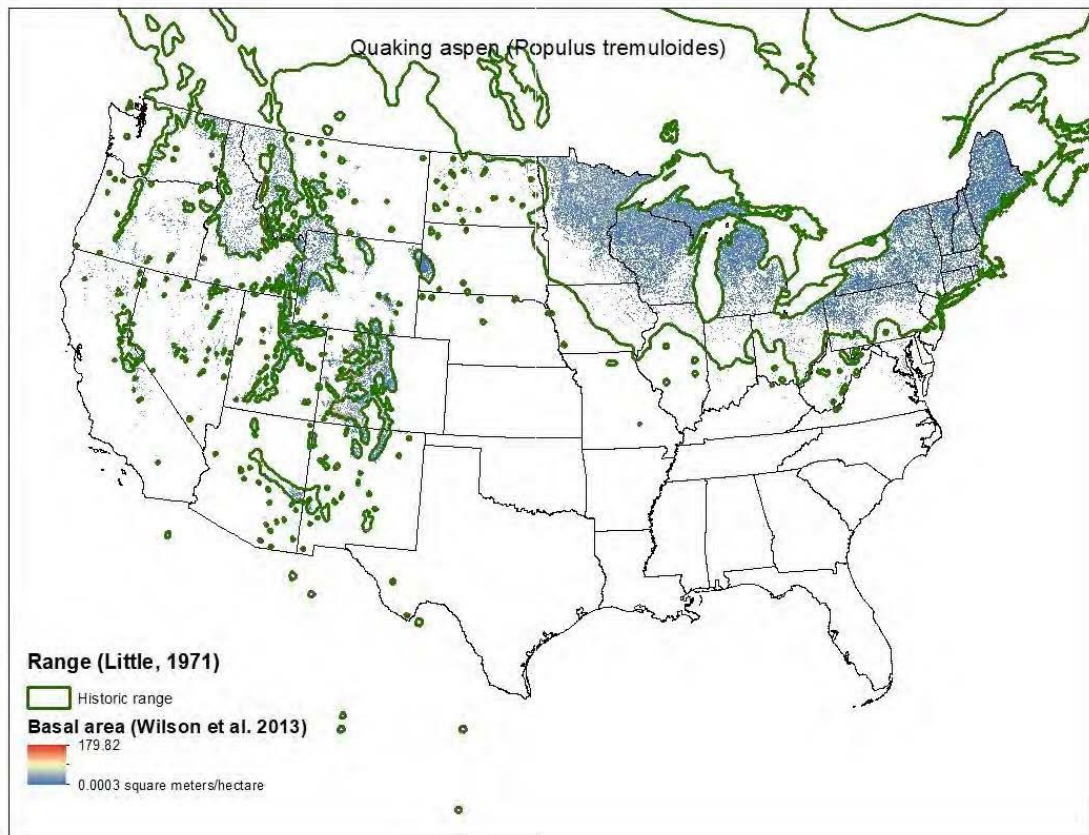 Quaking aspen (Populus tremuloides)
Range (Little, 1971)
Historic range
Basal area (Wilson et al. 2013)
179.82
0.0003 square meters/hectare